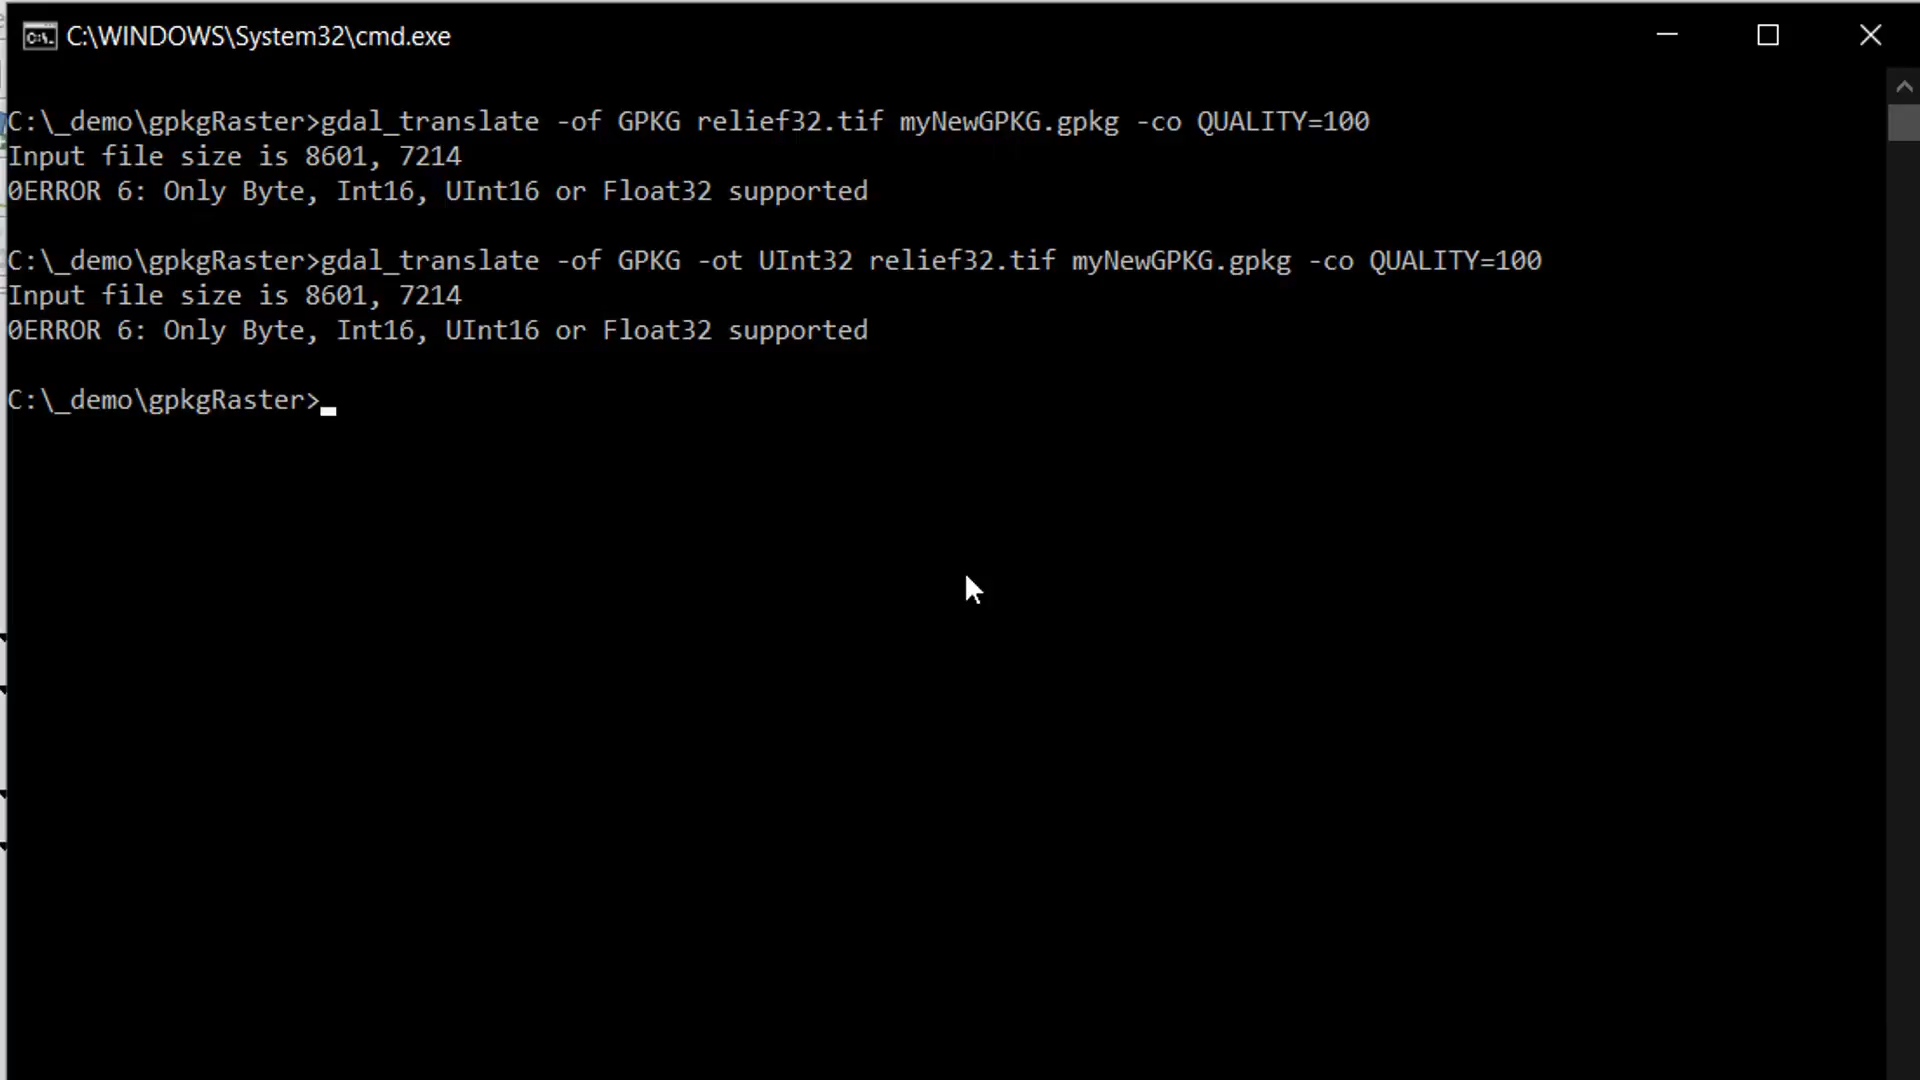 C:\WINDOWS\System32\cmd.exe
C:\_demo\gpkgRaster>gdal_translate -of GPKG relief32.tif myNewGPKG.gpkg -co QUALITY=100
Input file size is 8601, 7214
0ERROR 6: Only Byte, Int16, UInt16 or Float32 supported
C:\_demo\gpkgRaster>gdal_translate -of GPKG -ot UInt32 relief32.tif myNewGPKG.gpkg -co QUALITY=100
Input file size is 8601, 7214
0ERROR 6: Only Byte, Int16, UInt16 or Float32 supported
C:\_demo\gpkgRaster>